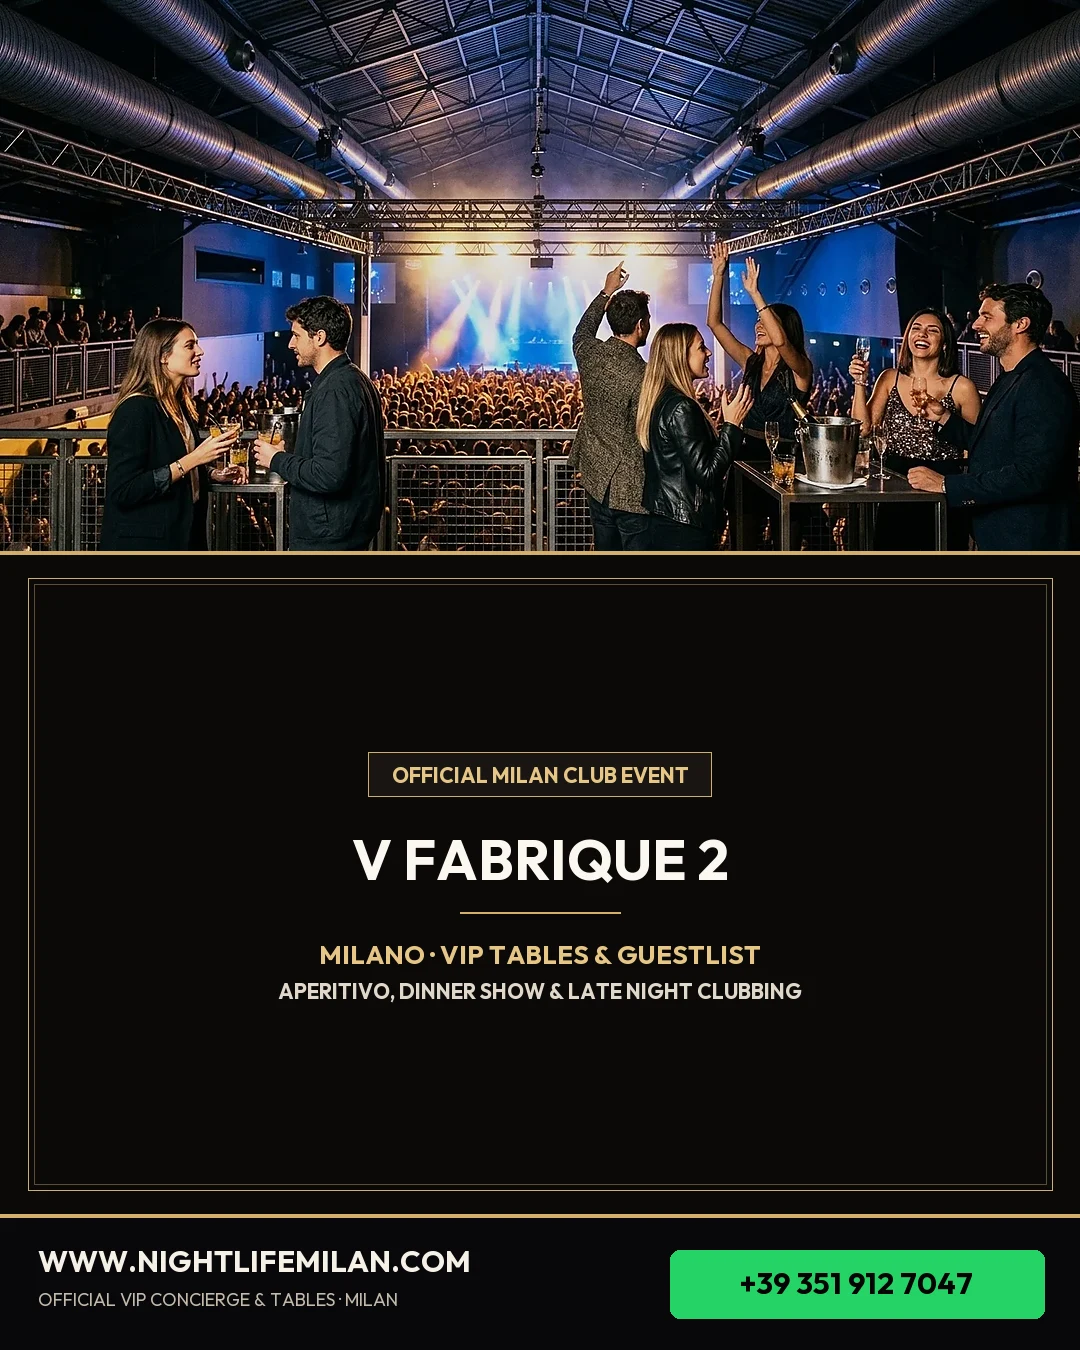 OFFICIAL MILAN CLUB EVENT
V FABRIQUE 2
MILANO · VIP TABLES & GUESTLIST
APERITIVO, DINNER SHOW & LATE NIGHT CLUBBING
WWW.NIGHTLIFEMILAN.COM
OFFICIAL VIP CONCIERGE & TABLES · MILAN
+39 351 912 7047